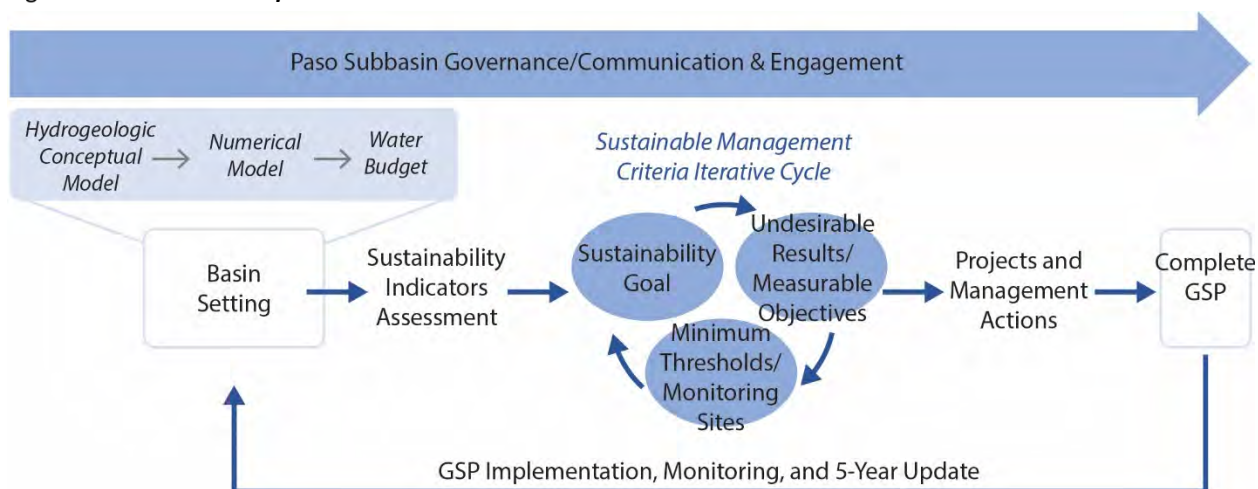 Paso Subbasin Governance/Communication & Engagement
Hydrogeologic
Conceptual
Model
Numerical
Model
Water
Budget
Sustainable Management
Criteria Iterative Cycle
Basin
Setting
Sustainability
Indicators
Assessment
Sustainability
Goal
Undesirable
Results/
Measurable
Objectives
Minimum
Thresholds/
Monitoring
Sites
Projects and
Management
Actions
Complete
GSP
GSP Implementation, Monitoring, and 5-Year Update